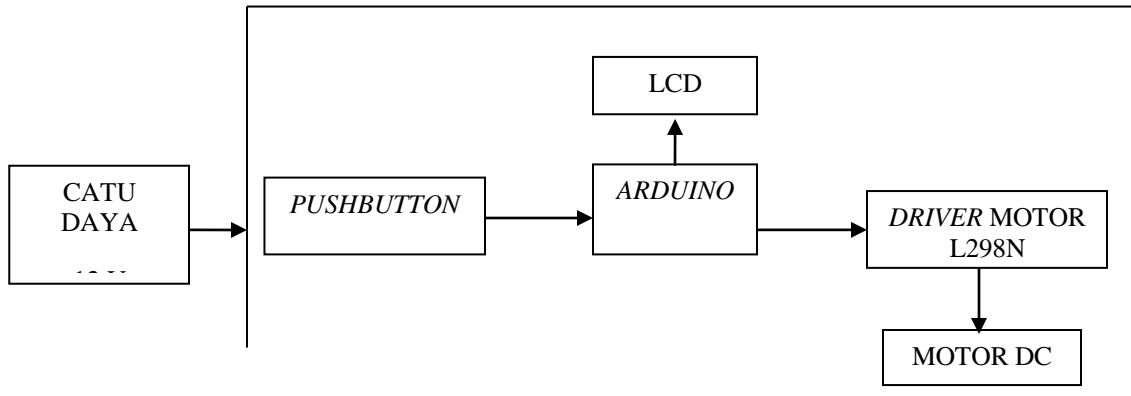 LCD
CATU
DAYA
PUSHBUTTON
ARDUINO
DRIVER MOTOR
L298N
MOTOR DC